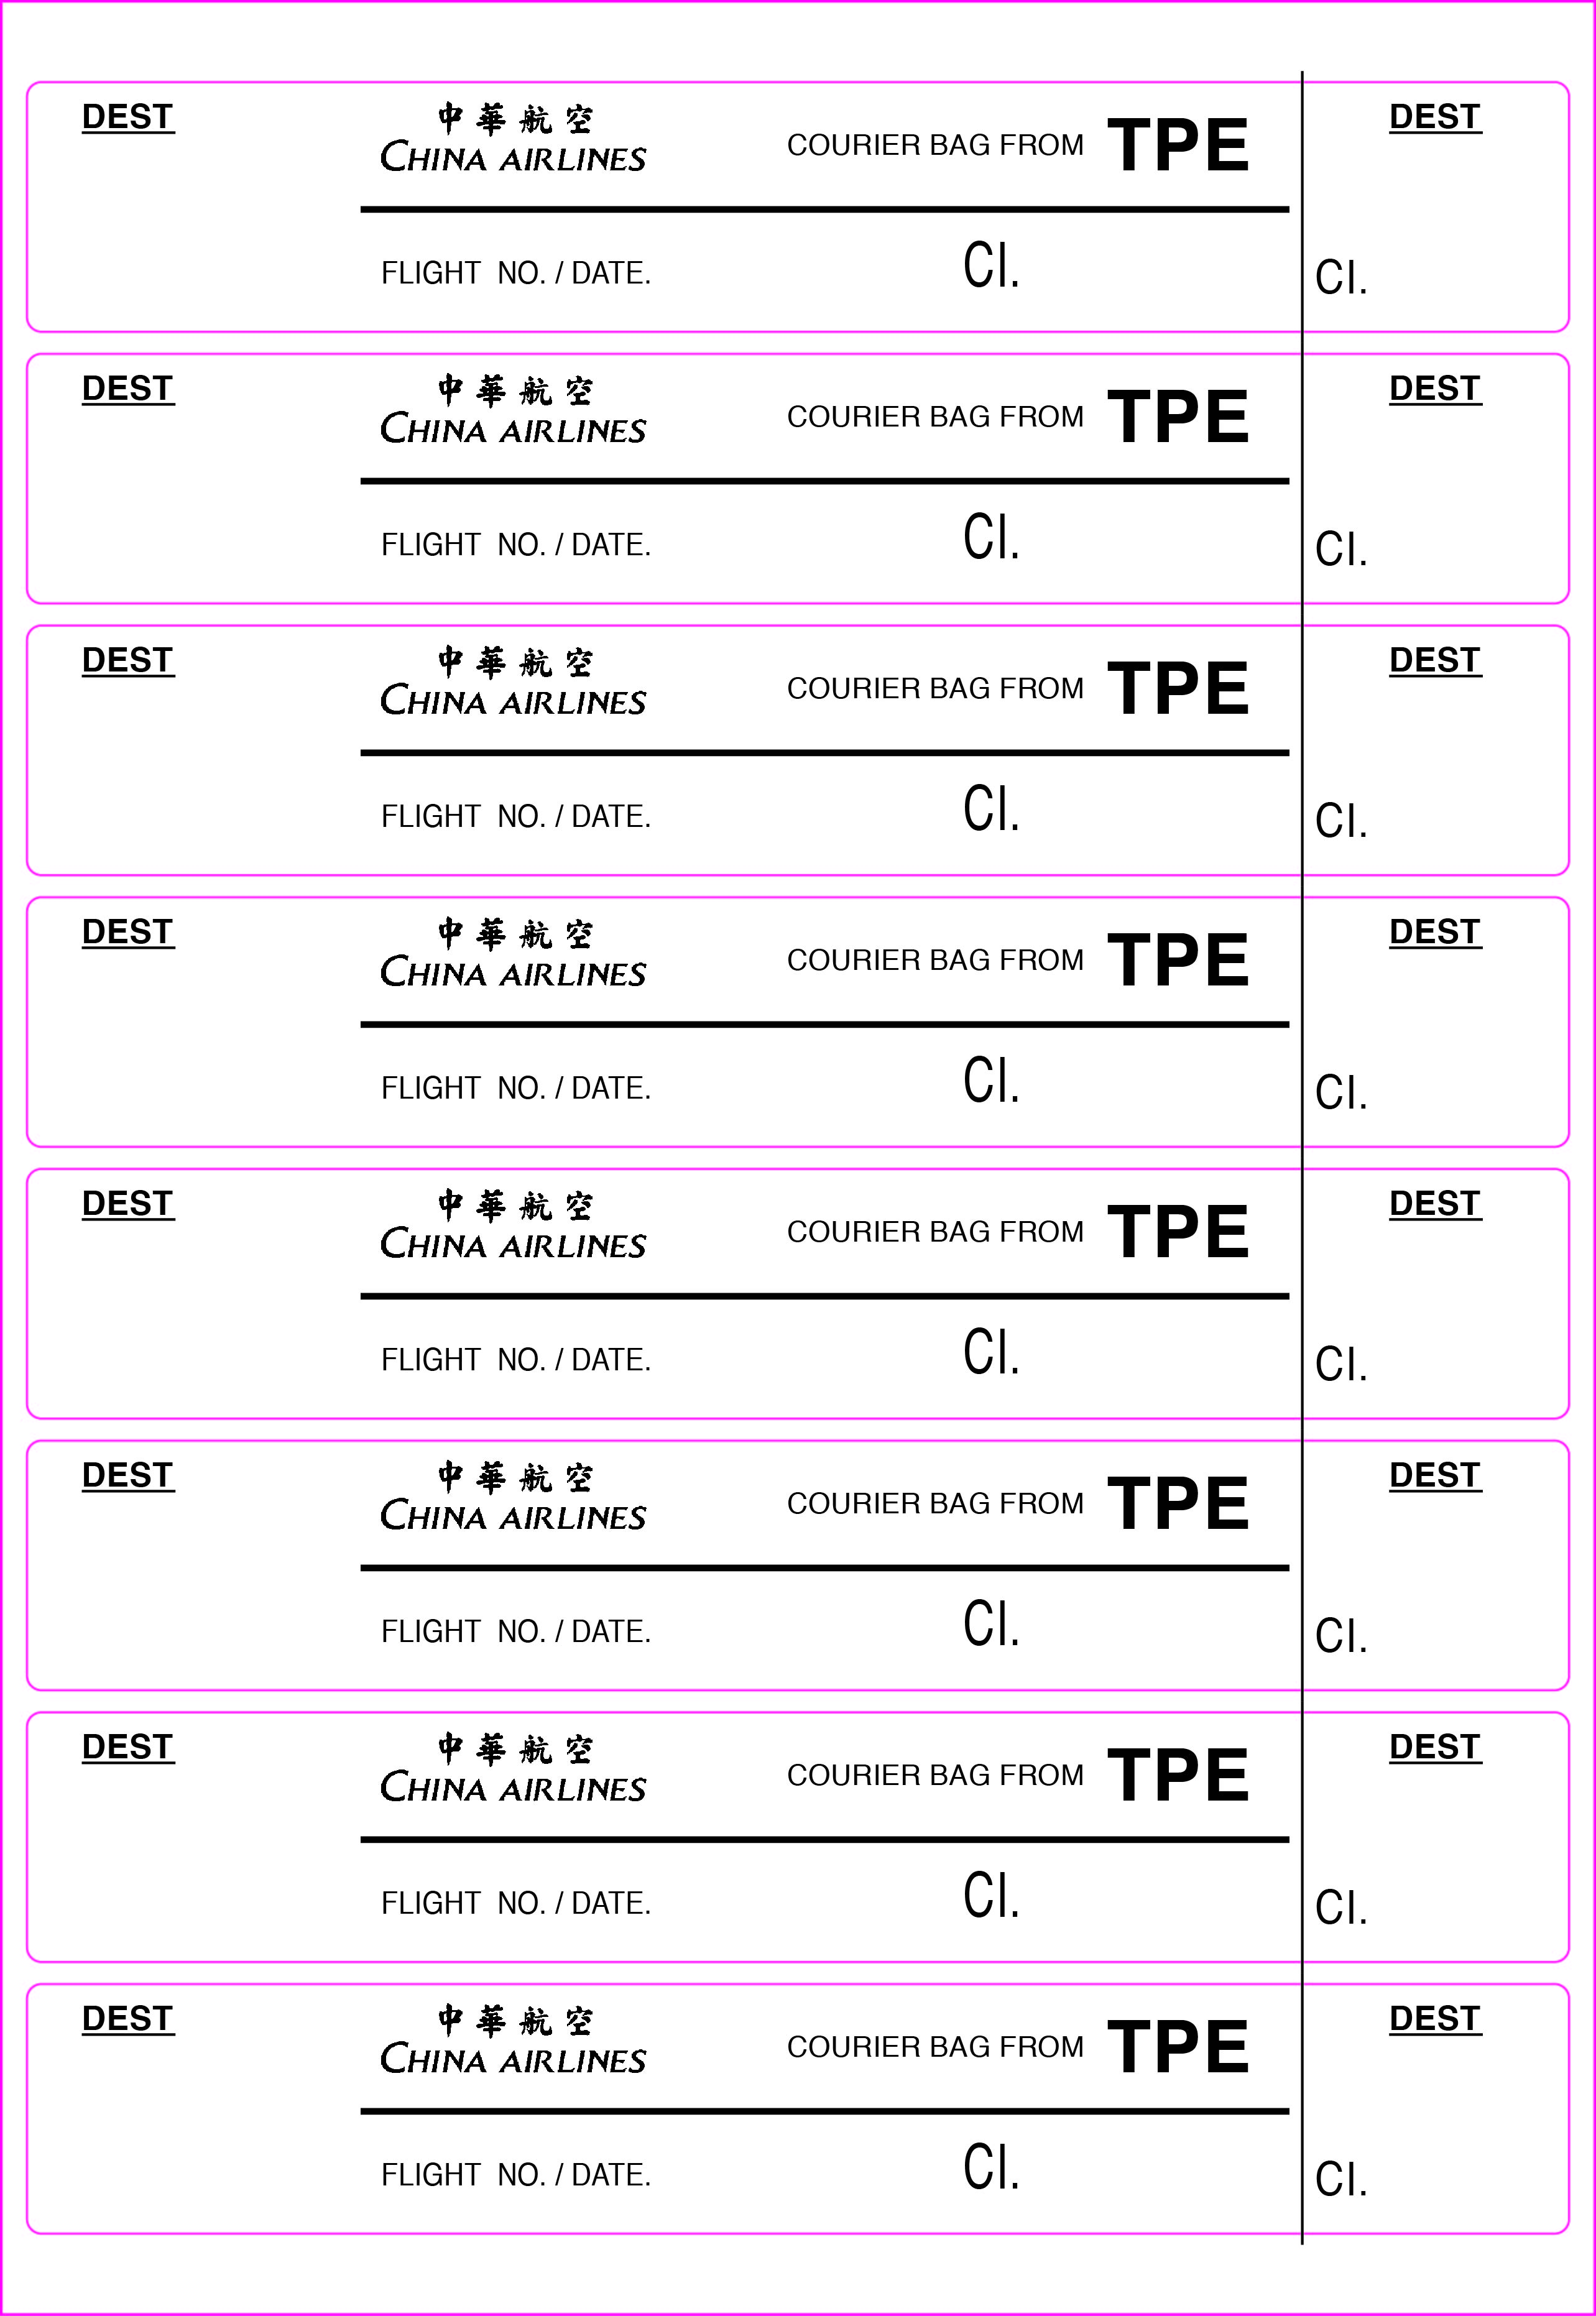 DEST 中華航空 DEST
CHINA AIRLINES COURIER BAG FROM TPE
FLIGHT NO. / DATE. CI. CI.
DEST 中華航空 DEST
CHINA AIRLINES COURIER BAG FROM TPE
FLIGHT NO. / DATE. CI. CI.
DEST 中華航空 DEST
CHINA AIRLINES COURIER BAG FROM TPE
FLIGHT NO. / DATE. CI. CI.
DEST 中華航空 DEST
CHINA AIRLINES COURIER BAG FROM TPE
FLIGHT NO. / DATE. CI. CI.
DEST 中華航空 DEST
CHINA AIRLINES COURIER BAG FROM TPE
FLIGHT NO. / DATE. CI. CI.
DEST 中華航空 DEST
CHINA AIRLINES COURIER BAG FROM TPE
FLIGHT NO. / DATE. CI. CI.
DEST 中華航空 DEST
CHINA AIRLINES COURIER BAG FROM TPE
FLIGHT NO. / DATE. CI. CI.
DEST 中華航空 DEST
CHINA AIRLINES COURIER BAG FROM TPE
FLIGHT NO. / DATE. CI. CI.